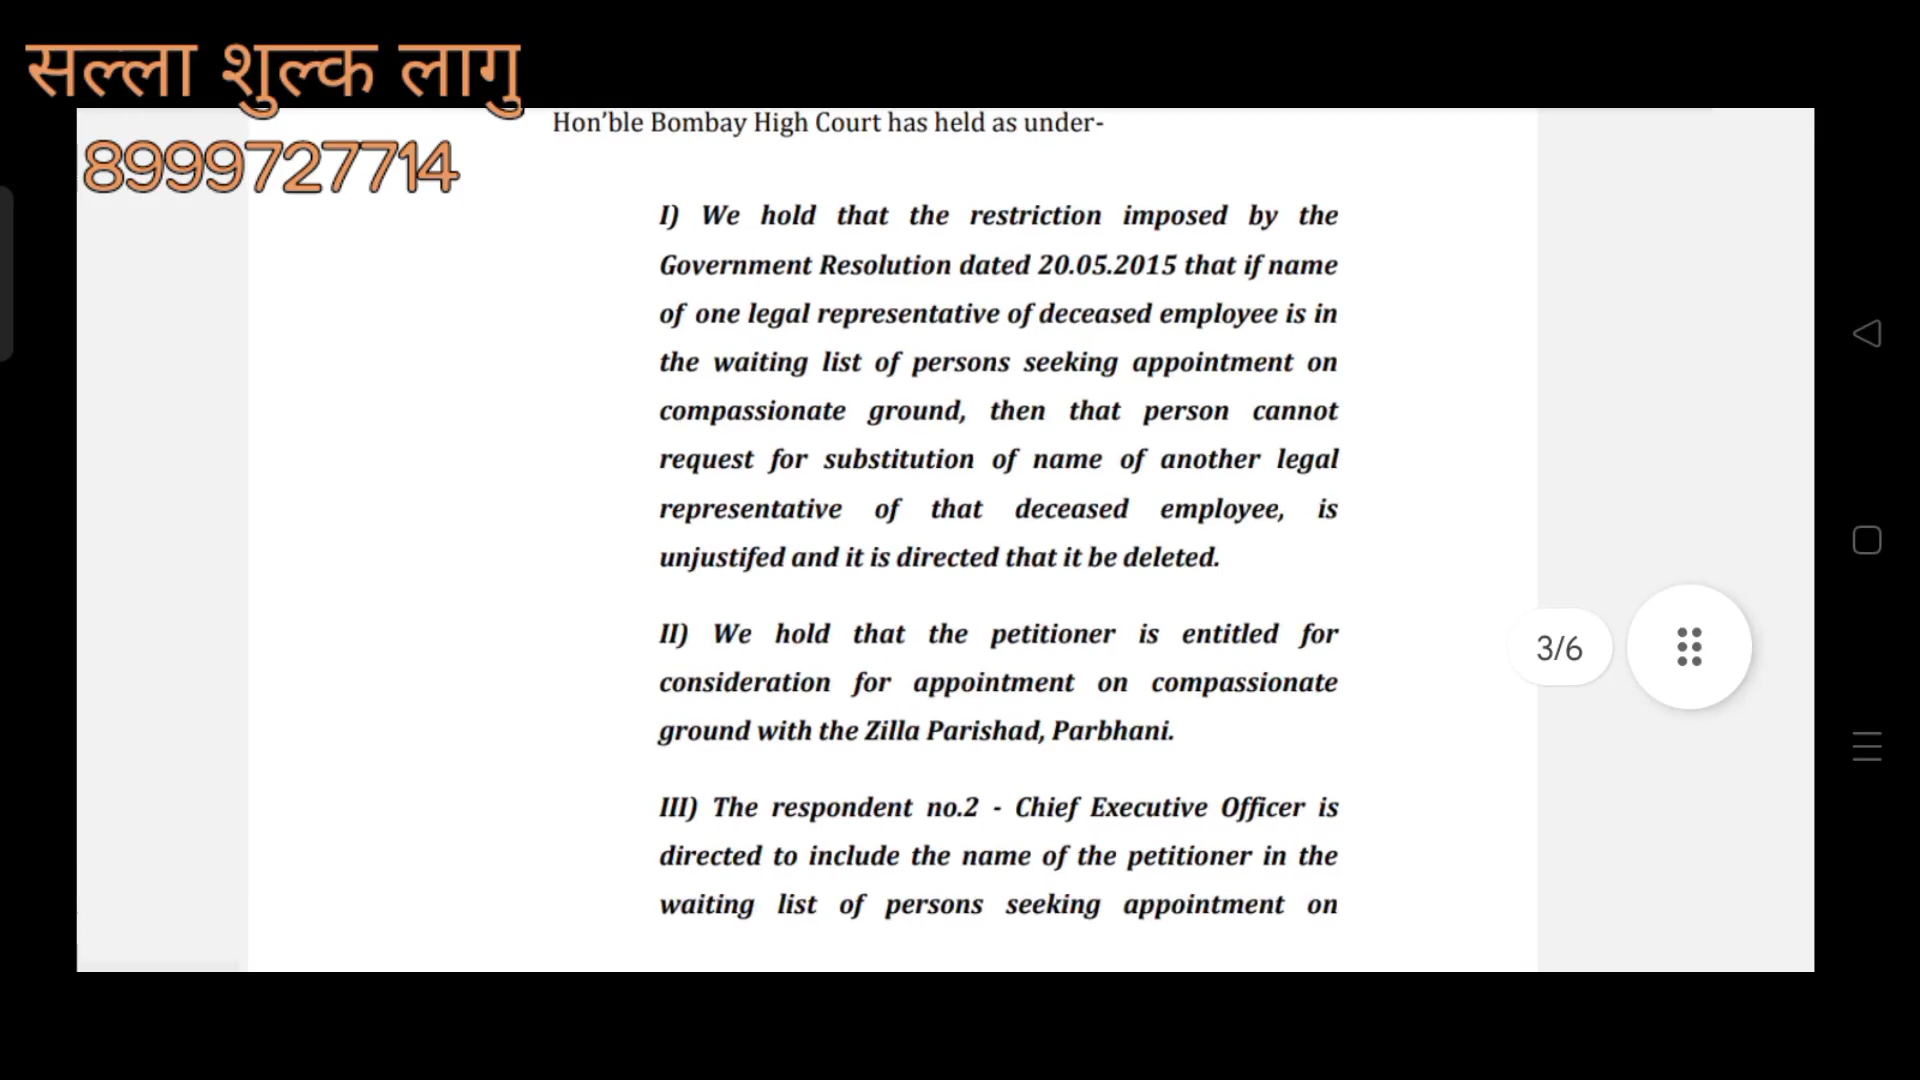 सल्ला शुल्क लागु
8999727714
Hon’ble Bombay High Court has held as under-
I) We hold that the restriction imposed by the
Government Resolution dated 20.05.2015 that if name
of one legal representative of deceased employee is in
the waiting list of persons seeking appointment on
compassionate ground, then that person cannot
request for substitution of name of another legal
representative of that deceased employee, is
unjustifed and it is directed that it be deleted.
II) We hold that the petitioner is entitled for
consideration for appointment on compassionate
ground with the Zilla Parishad, Parbhani.
3/6
III) The respondent no.2 - Chief Executive Officer is
directed to include the name of the petitioner in the
waiting list of persons seeking appointment on